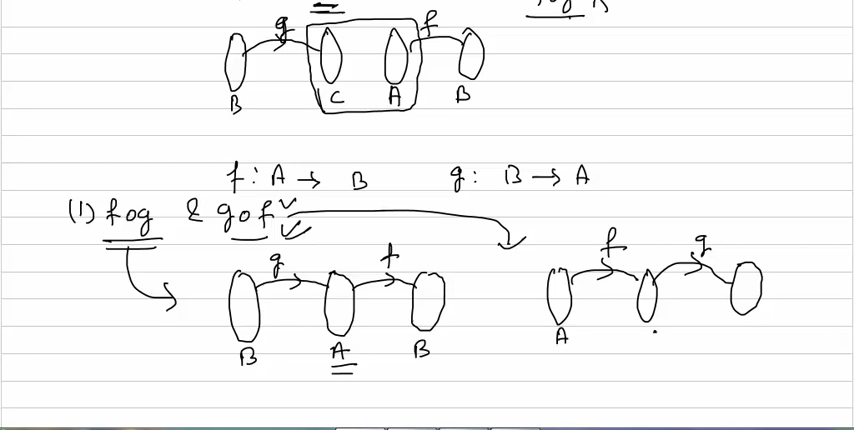 g f
B C A B
f : A → B g : B → A
(1) fog & gof
g f f g
B A B A